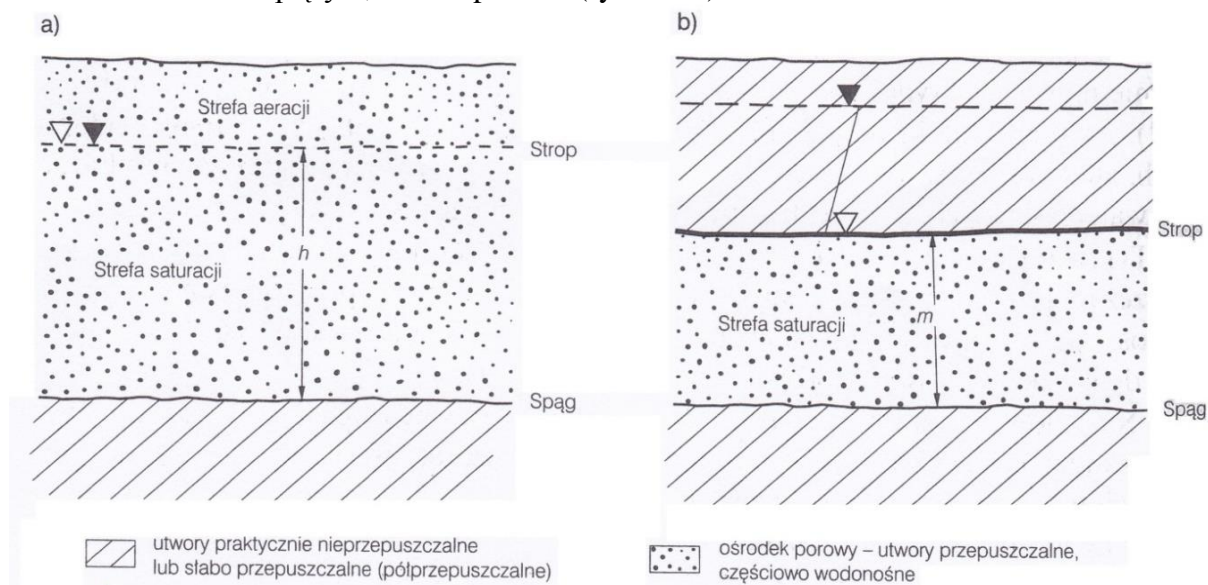 a)
b)
Strefa aeracji
Strop
h
Strefa saturacji
Spąg
Strop
Strefa saturacji
m
Spąg
utwory praktycznie nieprzepuszczalne
lub słabo przepuszczalne (półprzepuszczalne)
ośrodek porowy – utwory przepuszczalne,
częściowo wodonośne